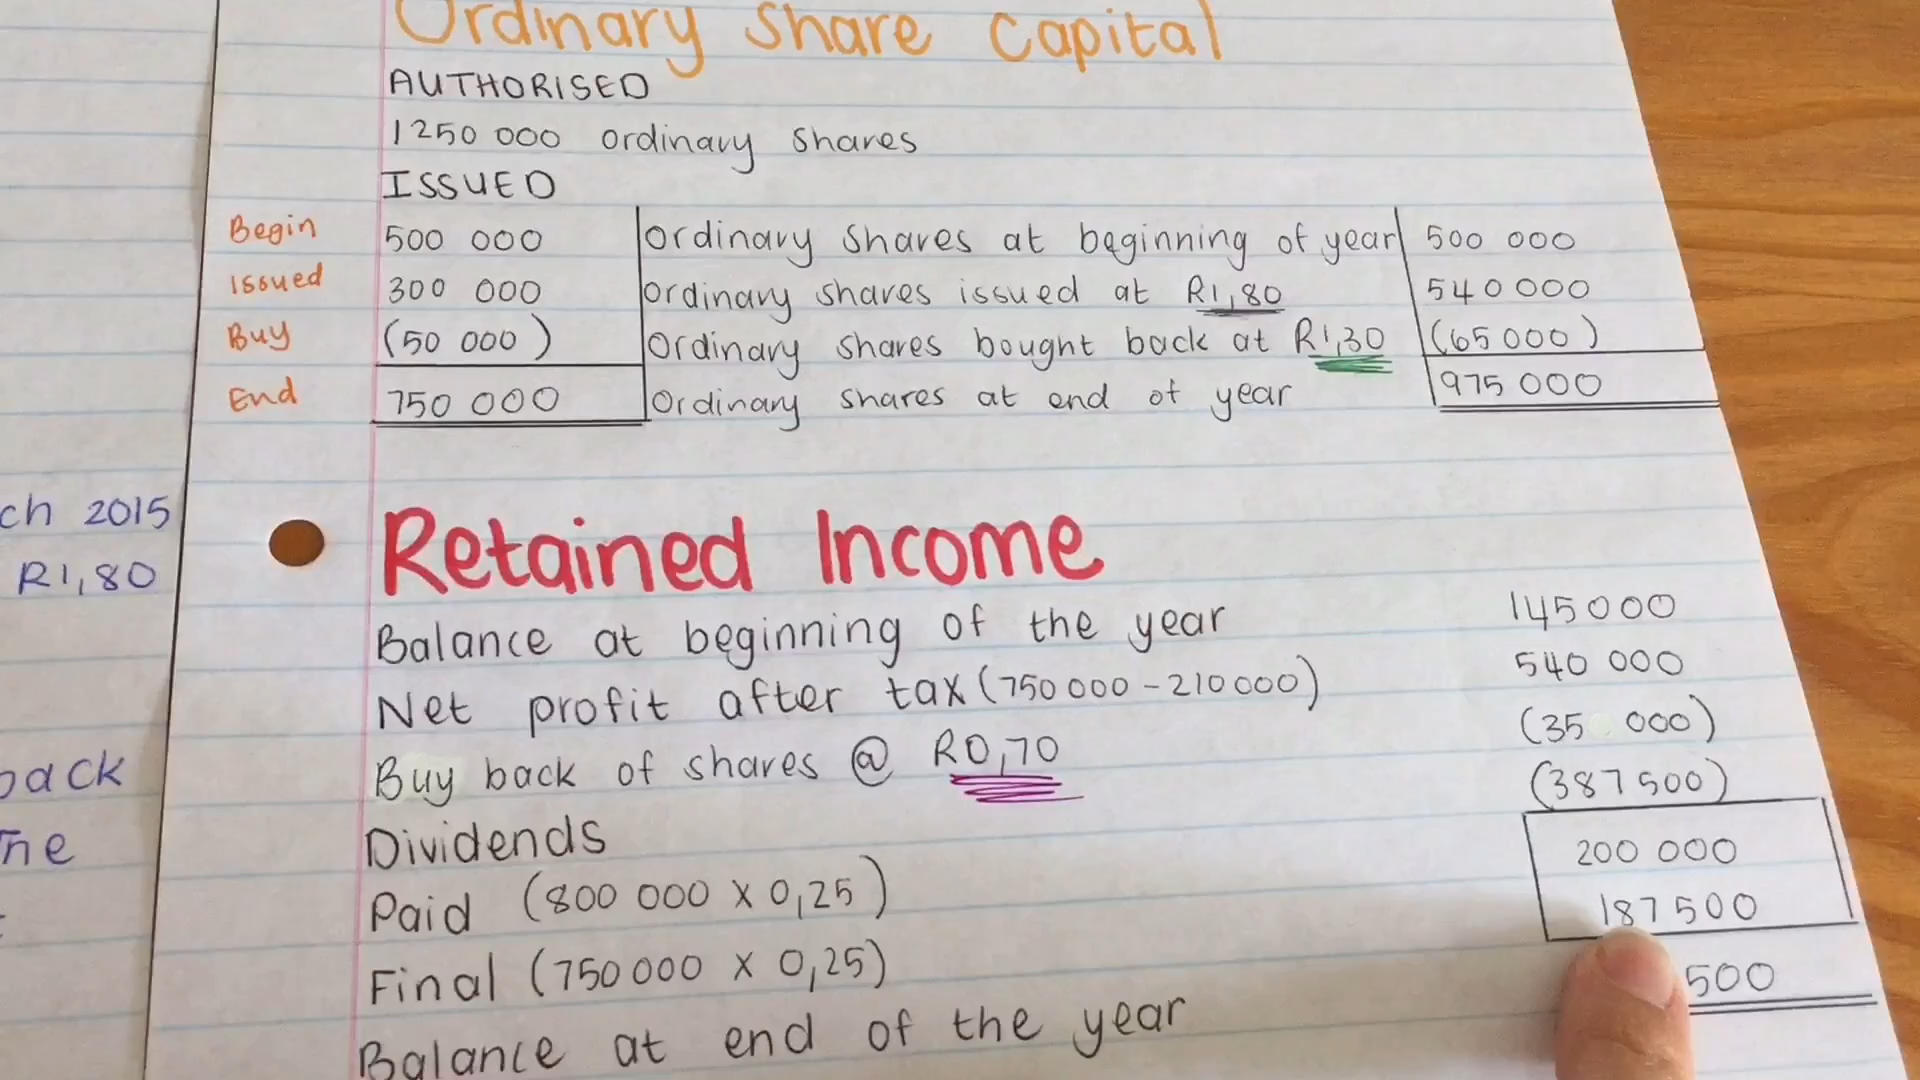 Ordinary Share Capital
AUTHORISED
1250 000 ordinary shares
ISSUED
Begin 500 000 ordinary shares at beginning of year 500 000
Issued 300 000 ordinary shares issued at R1,80 540 000
Buy (50 000) ordinary shares bought back at R1,30 (65 000)
End 750 000 ordinary shares at end of year 975 000
ch 2015
R1,80
back
Retained Income
Balance at beginning of the year 145 000
Net profit after tax (750 000 - 210 000) 540 000
Buy back of shares @ R0,70 (35 000)
(387 500)
Dividends
Paid (800 000 x 0,25) 200 000
Final (750 000 x 0,25) 187 500
Balance at end of the year 500